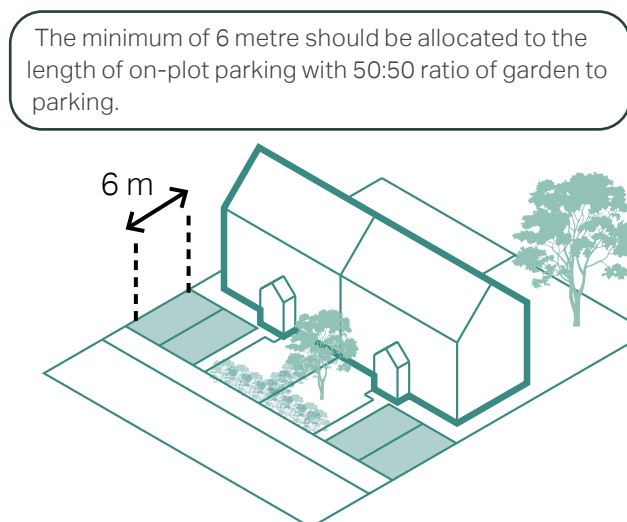 The minimum of 6 metre should be allocated to the
length of on-plot parking with 50:50 ratio of garden to
parking.
6 m